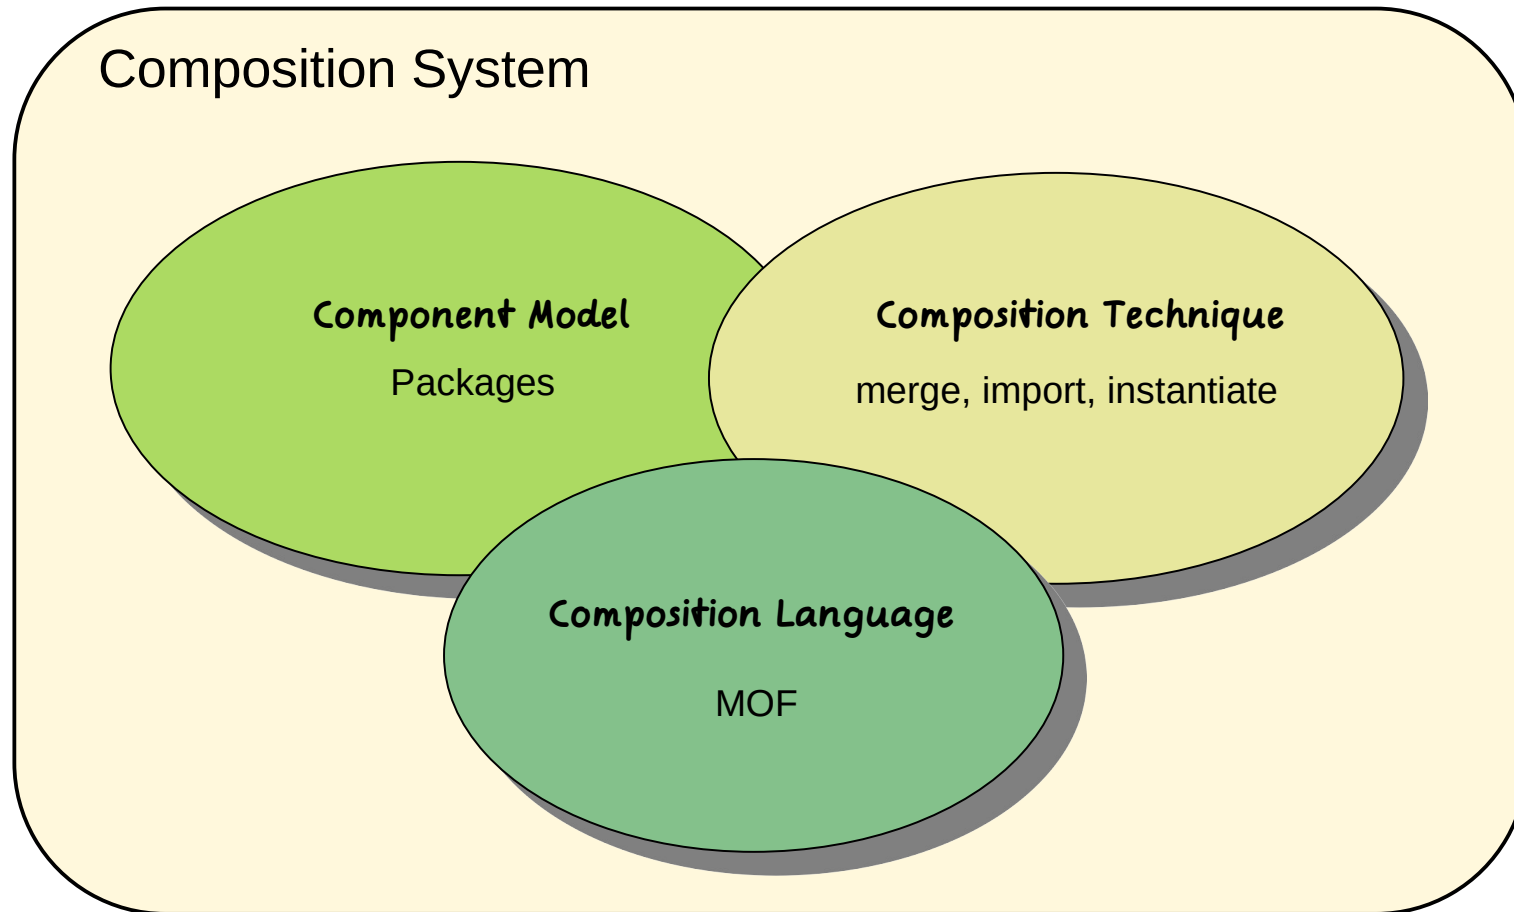 Composition System
Component Model
Packages
Composition Technique
merge, import, instantiate
Composition Language
MOF